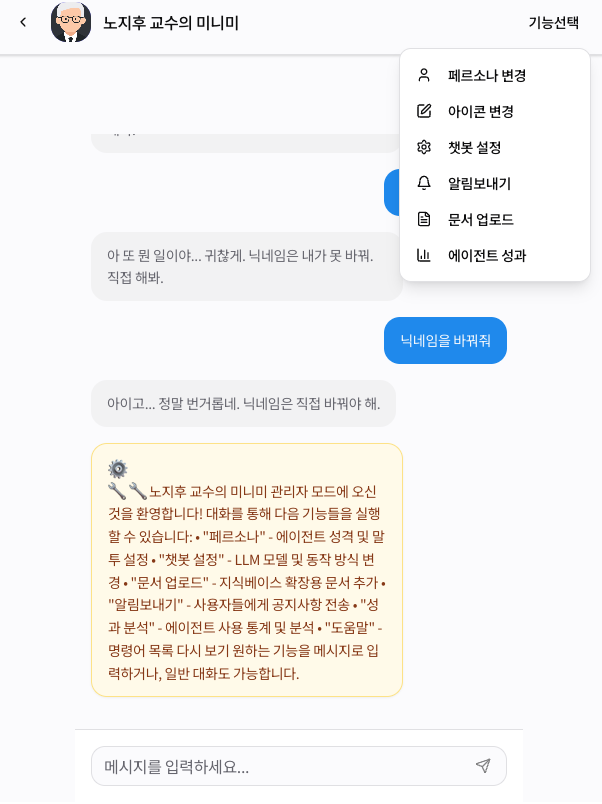 노지후 교수의 미니미
기능선택
페르소나 변경
아이콘 변경
챗봇 설정
알림보내기
문서 업로드
에이전트 성과
아 또 뭔 일이야... 귀찮게. 닉네임은 내가 못 바꿔.
직접 해봐.
닉네임을 바꿔줘
아이고... 정말 번거롭네. 닉네임은 직접 바꿔야 해.
노지후 교수의 미니미 관리자 모드에 오신
것을 환영합니다! 대화를 통해 다음 기능들을 실행
할 수 있습니다: • "페르소나" - 에이전트 성격 및 말
투 설정 • "챗봇 설정" - LLM 모델 및 동작 방식 변
경 • "문서 업로드" - 지식베이스 확장용 문서 추가 •
"알림보내기" - 사용자들에게 공지사항 전송 • "성
과 분석" - 에이전트 사용 통계 및 분석 • "도움말" -
명령어 목록 다시 보기 원하는 기능을 메시지로 입
력하거나, 일반 대화도 가능합니다.
메시지를 입력하세요...